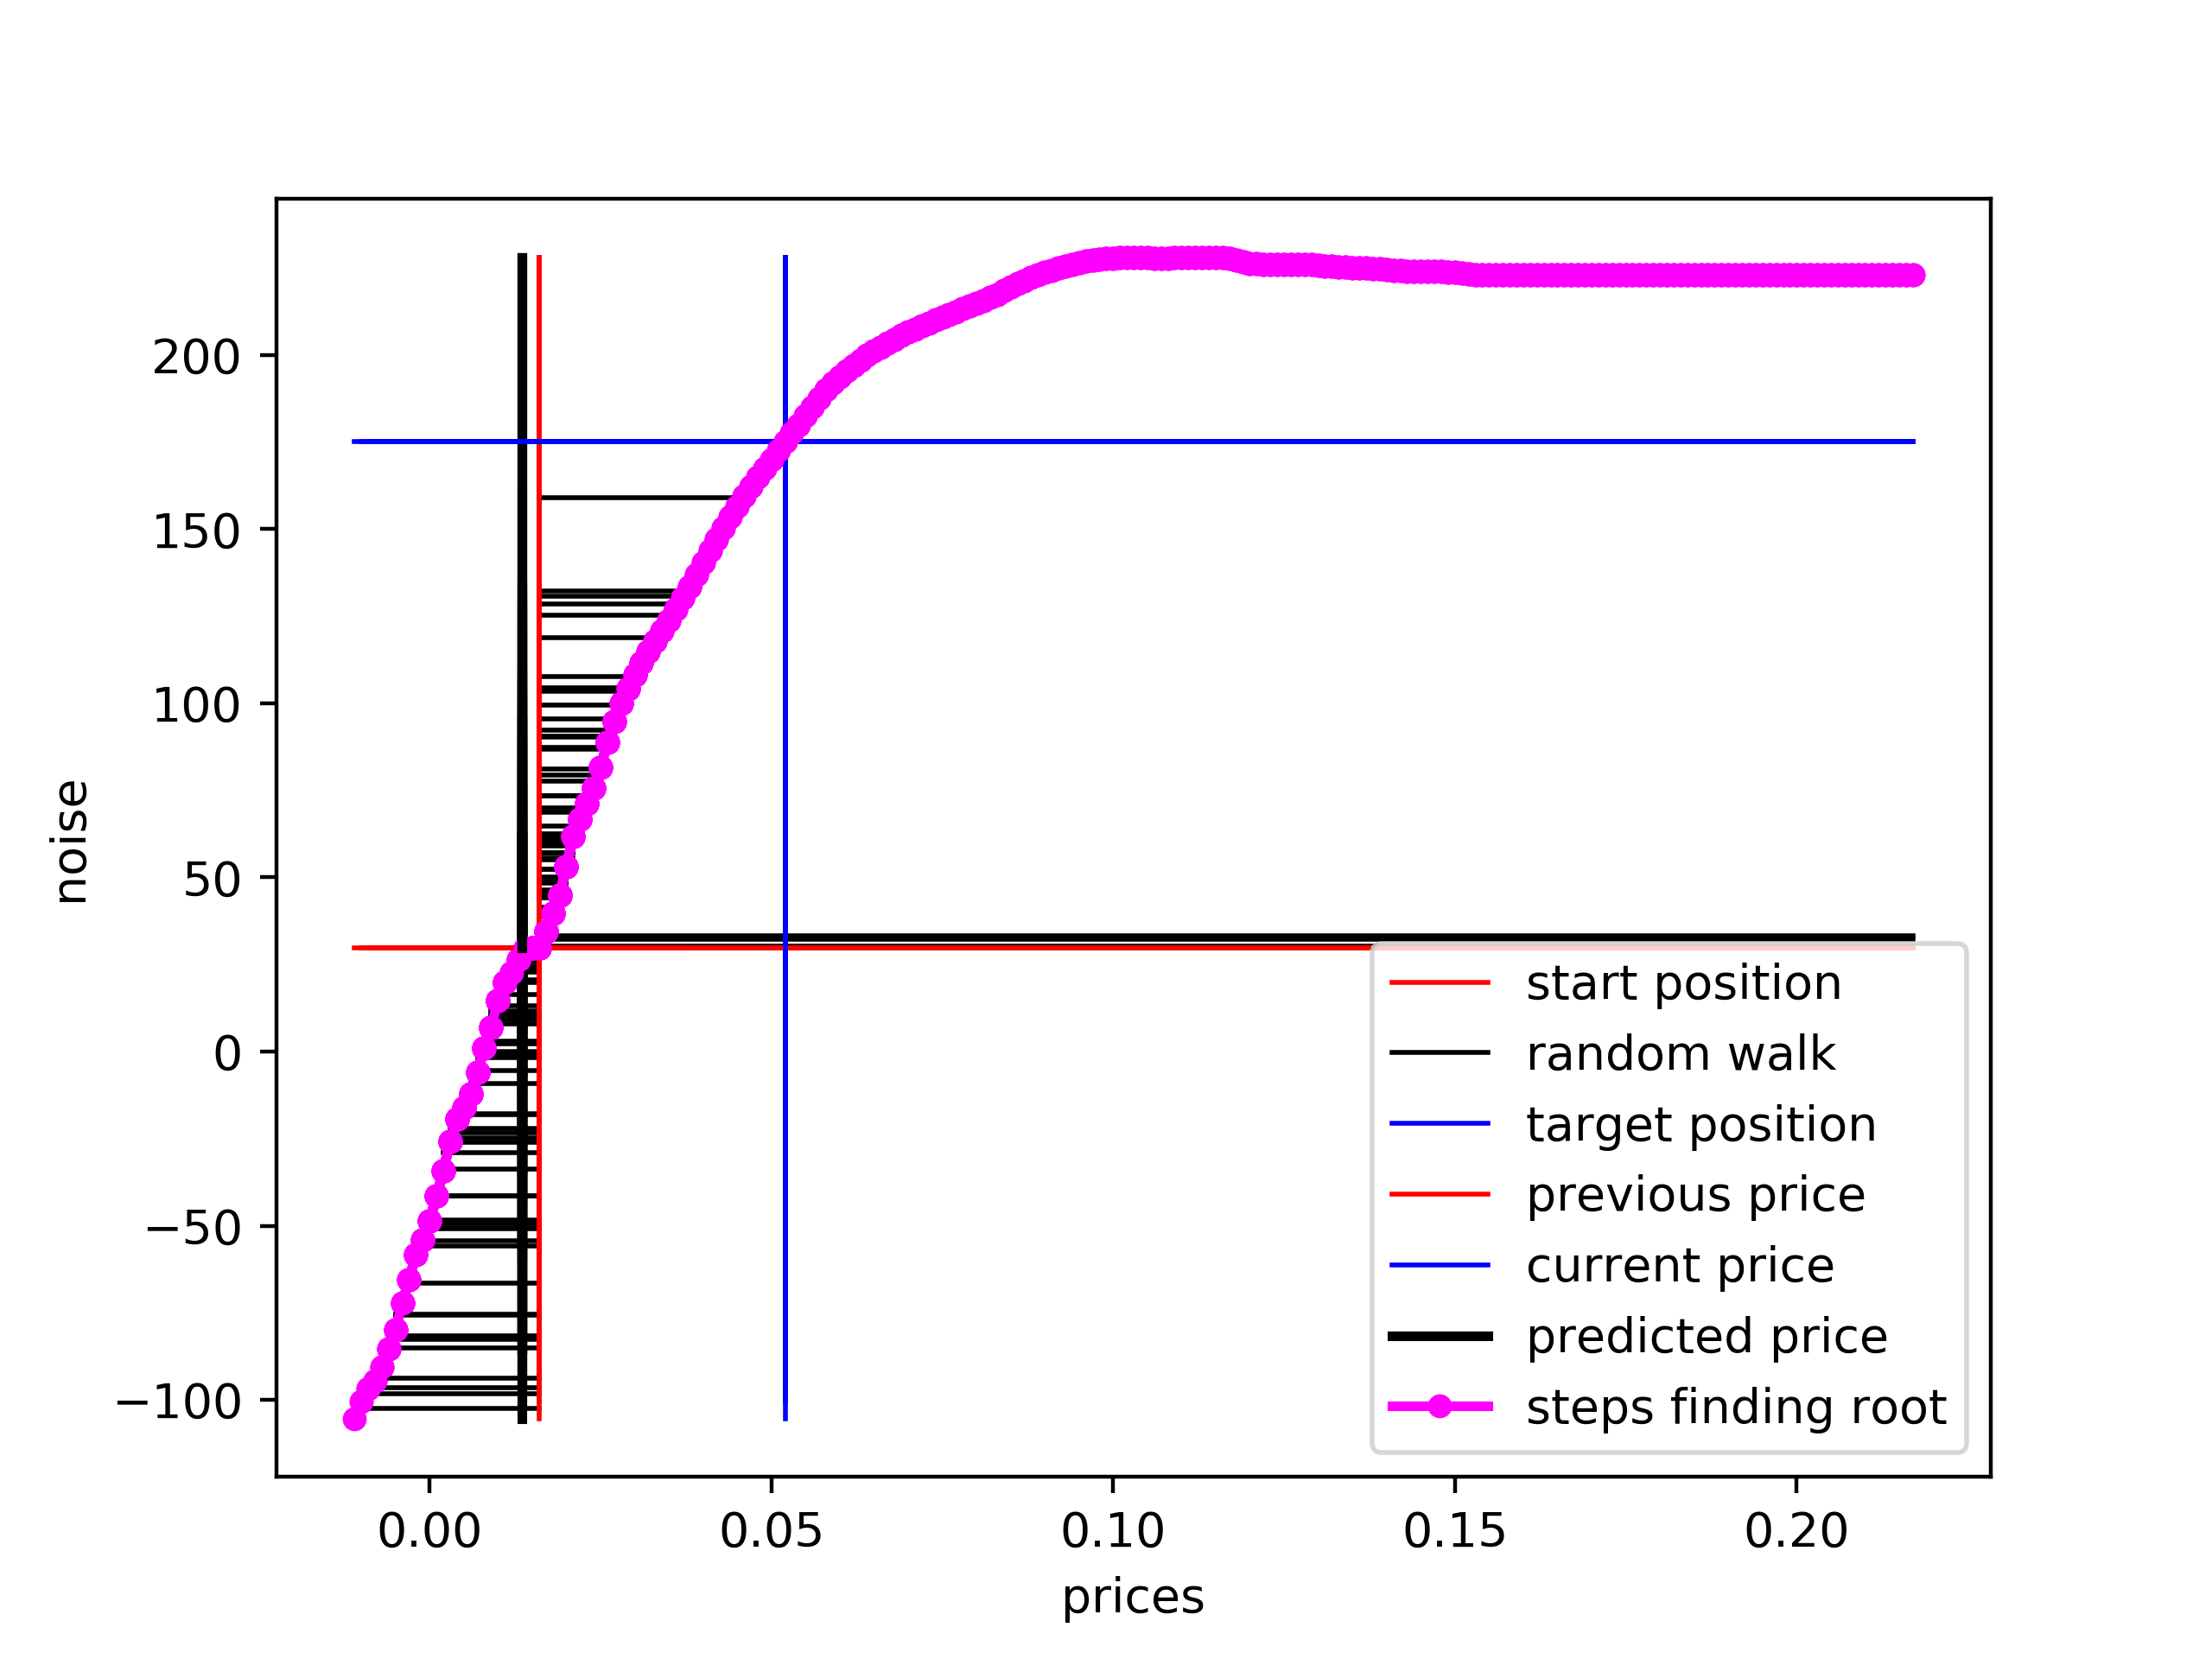 200
150
100
50
0
−50
−100
noise
start position
random walk
target position
previous price
current price
predicted price
steps finding root
0.00 0.05 0.10 0.15 0.20
prices